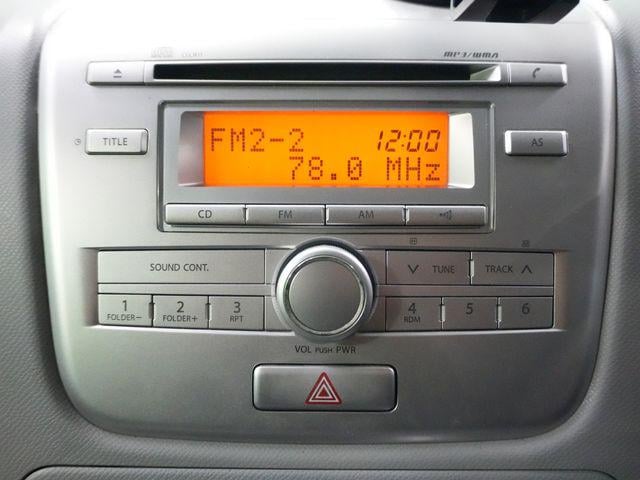 MP3/WMA
TITLE
AS
FM2-2 12:00
78.0 MHz
CD FM AM
SOUND CONT. TUNE TRACK
1 2 3 4 5 6
FOLDER- FOLDER+ RPT RDM
VOL PUSH PWR